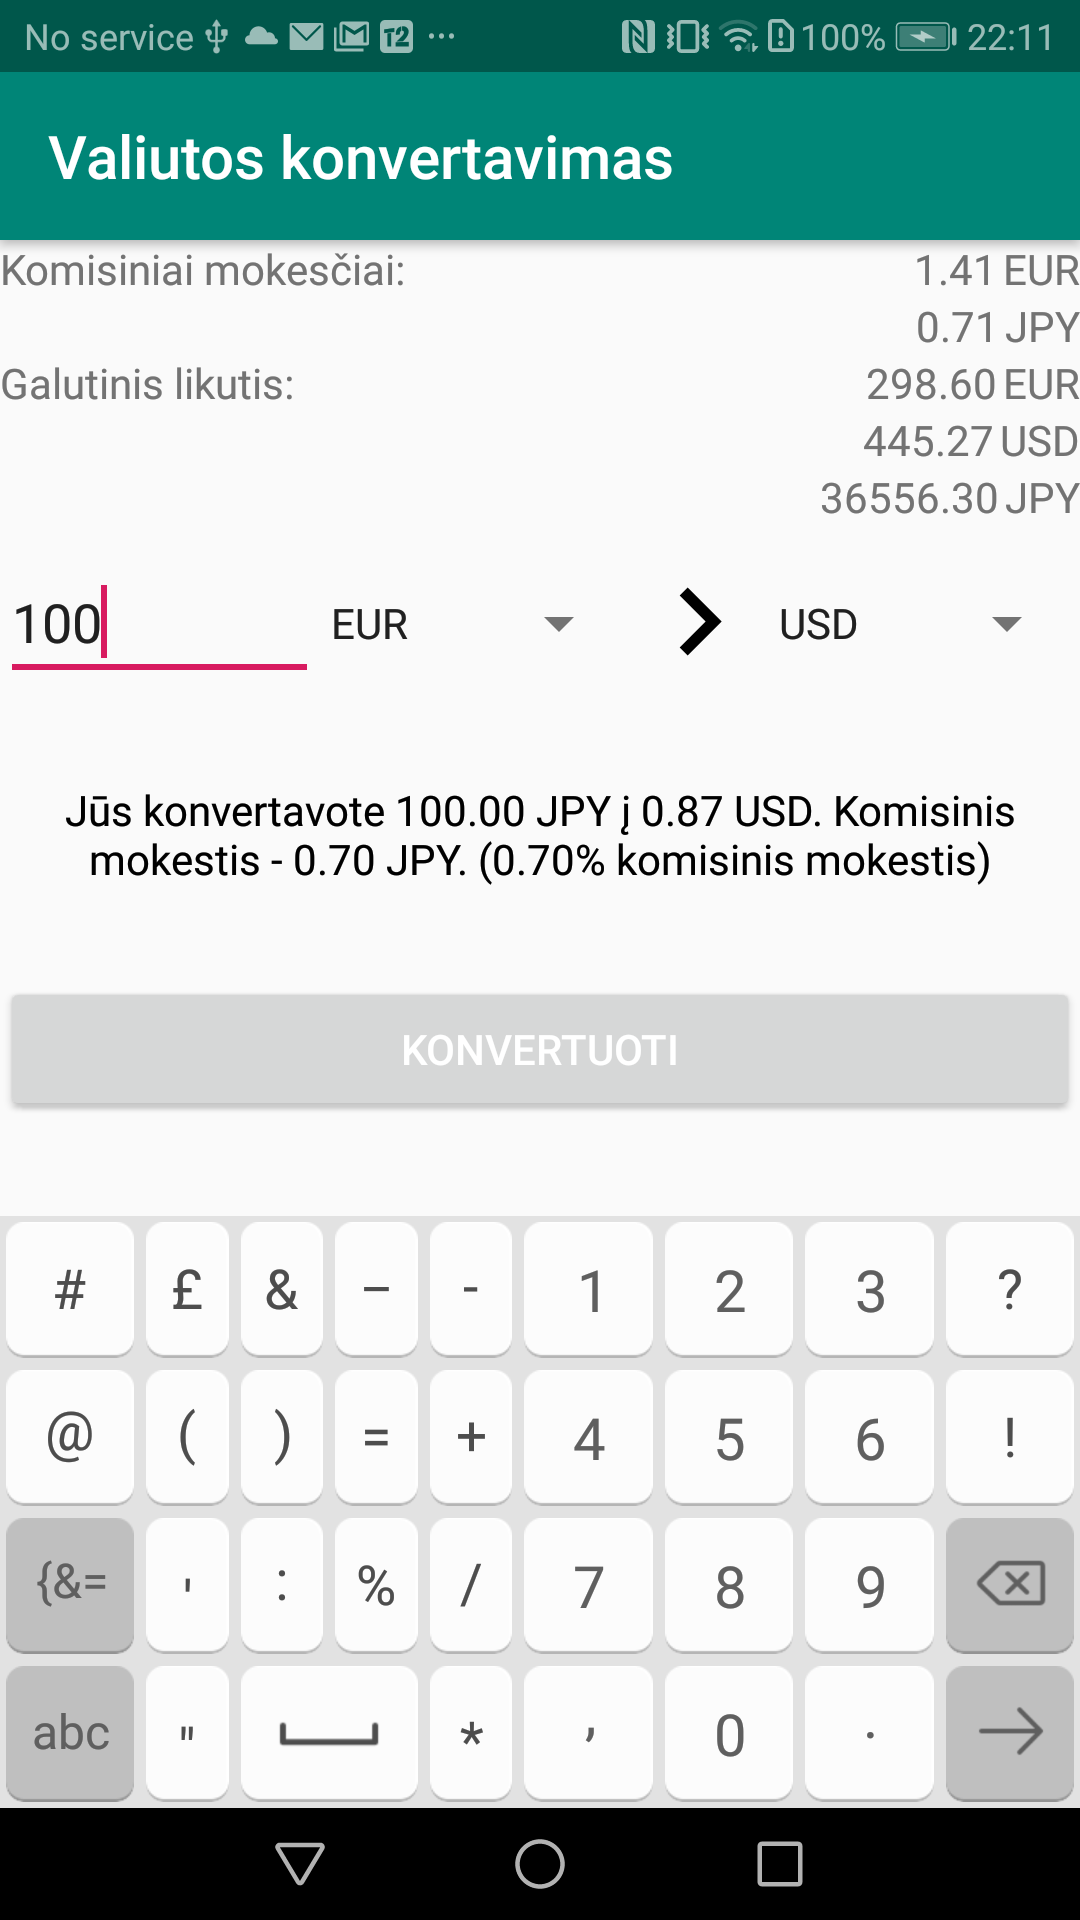 No service 12 ... 100% 22:11
Valiutos konvertavimas
Komisiniai mokesčiai: 1.41 EUR
0.71 JPY
Galutinis likutis: 298.60 EUR
445.27 USD
36556.30 JPY
100 EUR USD
Jūs konvertavote 100.00 JPY į 0.87 USD. Komisinis
mokestis - 0.70 JPY. (0.70% komisinis mokestis)
KONVERTUOTI
# £ & – - 1 2 3 ?
@ ( ) = + 4 5 6 !
{&= ' : % / 7 8 9
abc " * , 0 .